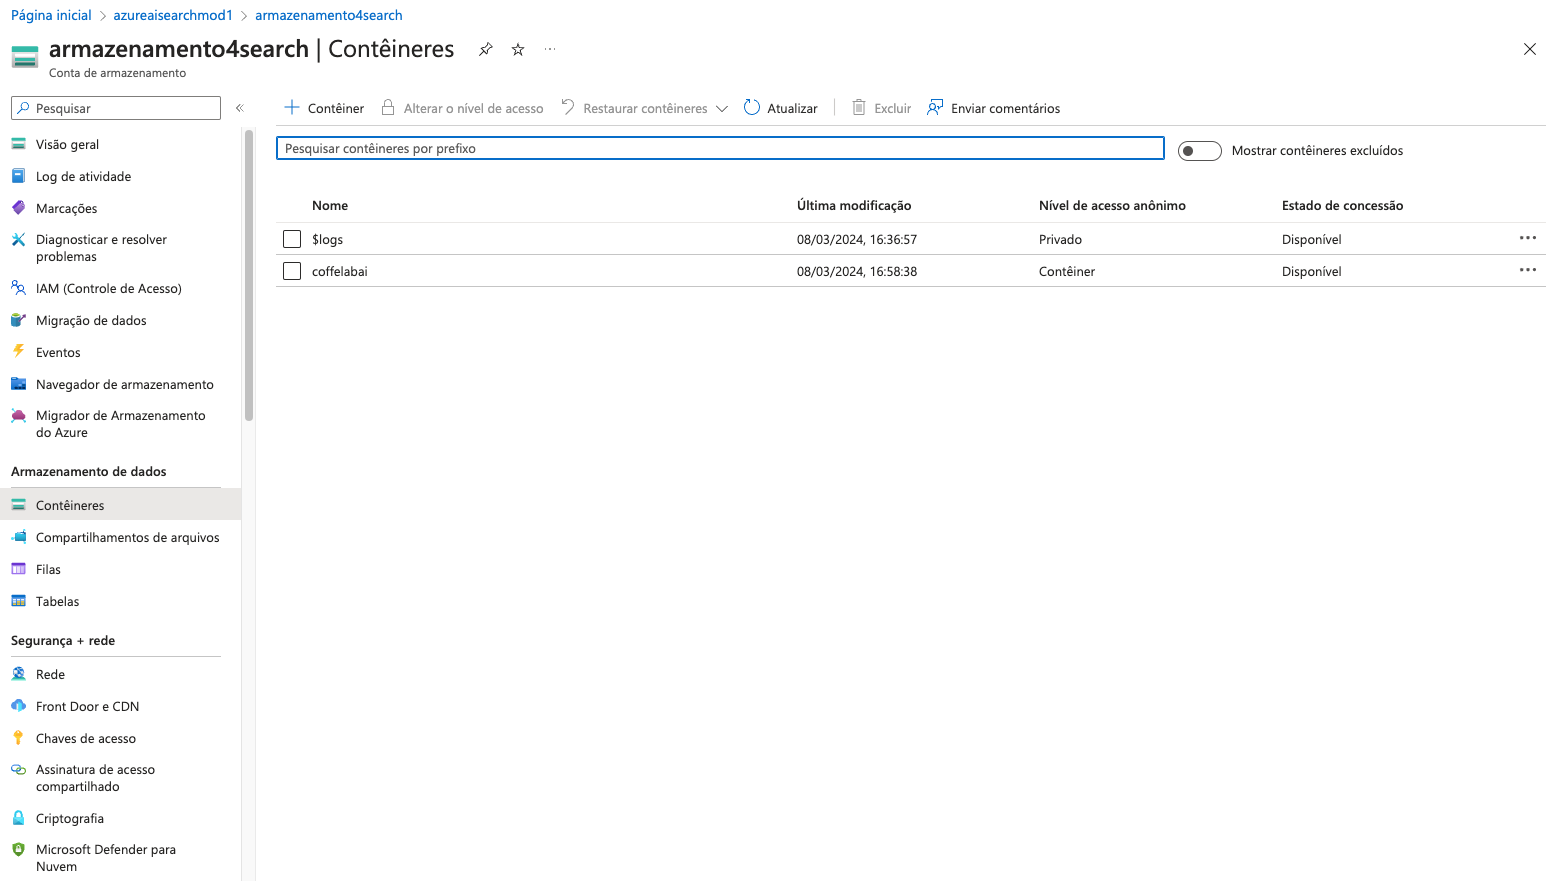 Página inicial > azureaisearchmod1 > armazenamento4search
armazenamento4search | Contêineres
Conta de armazenamento
Pesquisar
Contêiner
Alterar o nível de acesso
Restaurar contêineres
Atualizar
Excluir
Enviar comentários
Visão geral
Log de atividade
Marcações
Diagnosticar e resolver
problemas
IAM (Controle de Acesso)
Migração de dados
Eventos
Navegador de armazenamento
Migrador de Armazenamento
do Azure
Armazenamento de dados
Contêineres
Compartilhamentos de arquivos
Filas
Tabelas
Segurança + rede
Rede
Front Door e CDN
Chaves de acesso
Assinatura de acesso
compartilhado
Criptografia
Microsoft Defender para
Nuvem
Pesquisar contêineres por prefixo
Mostrar contêineres excluídos
Nome Última modificação Nível de acesso anônimo Estado de concessão
$logs 08/03/2024, 16:36:57 Privado Disponível
coffelabai 08/03/2024, 16:58:38 Contêiner Disponível